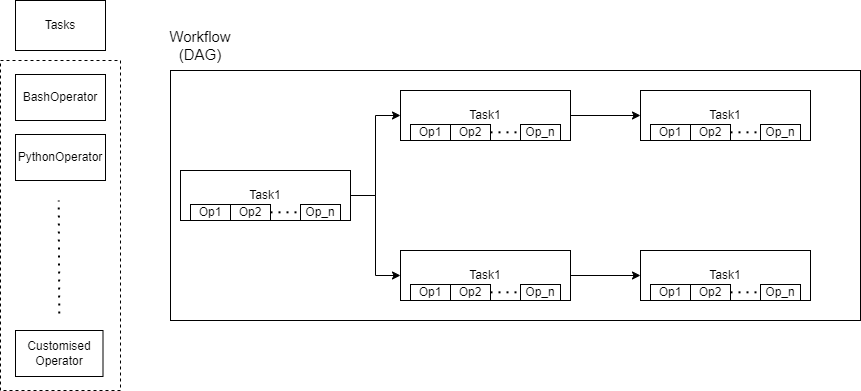 Tasks
BashOperator
PythonOperator
Customised
Operator
Workflow
(DAG)
Task1
Op1 Op2 Op_n
Task1
Op1 Op2 Op_n
Task1
Op1 Op2 Op_n
Task1
Op1 Op2 Op_n
Task1
Op1 Op2 Op_n